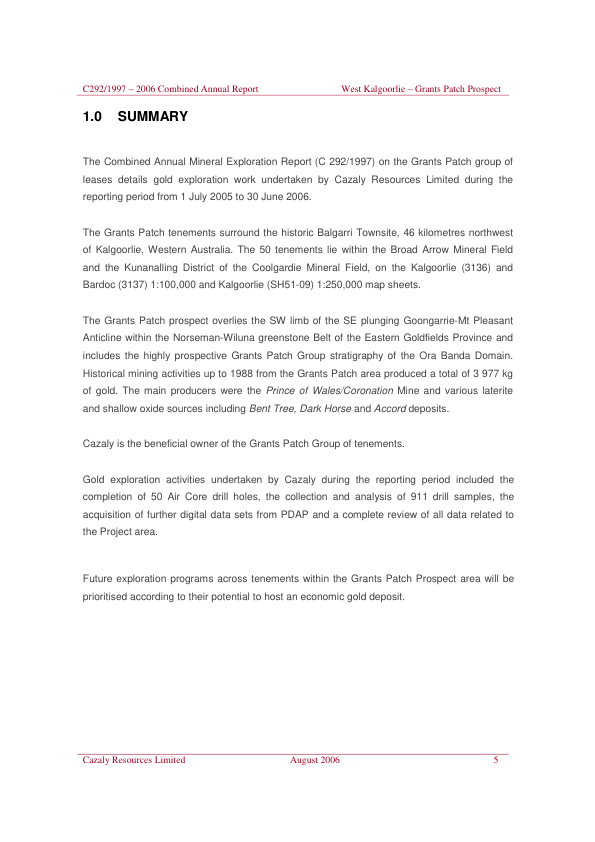 C292/1997 – 2006 Combined Annual Report West Kalgoorlie – Grants Patch Prospect
1.0 SUMMARY
The Combined Annual Mineral Exploration Report (C 292/1997) on the Grants Patch group of
leases details gold exploration work undertaken by Cazaly Resources Limited during the
reporting period from 1 July 2005 to 30 June 2006.
The Grants Patch tenements surround the historic Balgarri Townsite, 46 kilometres northwest
of Kalgoorlie, Western Australia. The 50 tenements lie within the Broad Arrow Mineral Field
and the Kunanalling District of the Coolgardie Mineral Field, on the Kalgoorlie (3136) and
Bardoc (3137) 1:100,000 and Kalgoorlie (SH51-09) 1:250,000 map sheets.
The Grants Patch prospect overlies the SW limb of the SE plunging Goongarrie-Mt Pleasant
Anticline within the Norseman-Wiluna greenstone Belt of the Eastern Goldfields Province and
includes the highly prospective Grants Patch Group stratigraphy of the Ora Banda Domain.
Historical mining activities up to 1988 from the Grants Patch area produced a total of 3 977 kg
of gold. The main producers were the Prince of Wales/Coronation Mine and various laterite
and shallow oxide sources including Bent Tree, Dark Horse and Accord deposits.
Cazaly is the beneficial owner of the Grants Patch Group of tenements.
Gold exploration activities undertaken by Cazaly during the reporting period included the
completion of 50 Air Core drill holes, the collection and analysis of 911 drill samples, the
acquisition of further digital data sets from PDAP and a complete review of all data related to
the Project area.
Future exploration programs across tenements within the Grants Patch Prospect area will be
prioritised according to their potential to host an economic gold deposit.
Cazaly Resources Limited August 2006 5